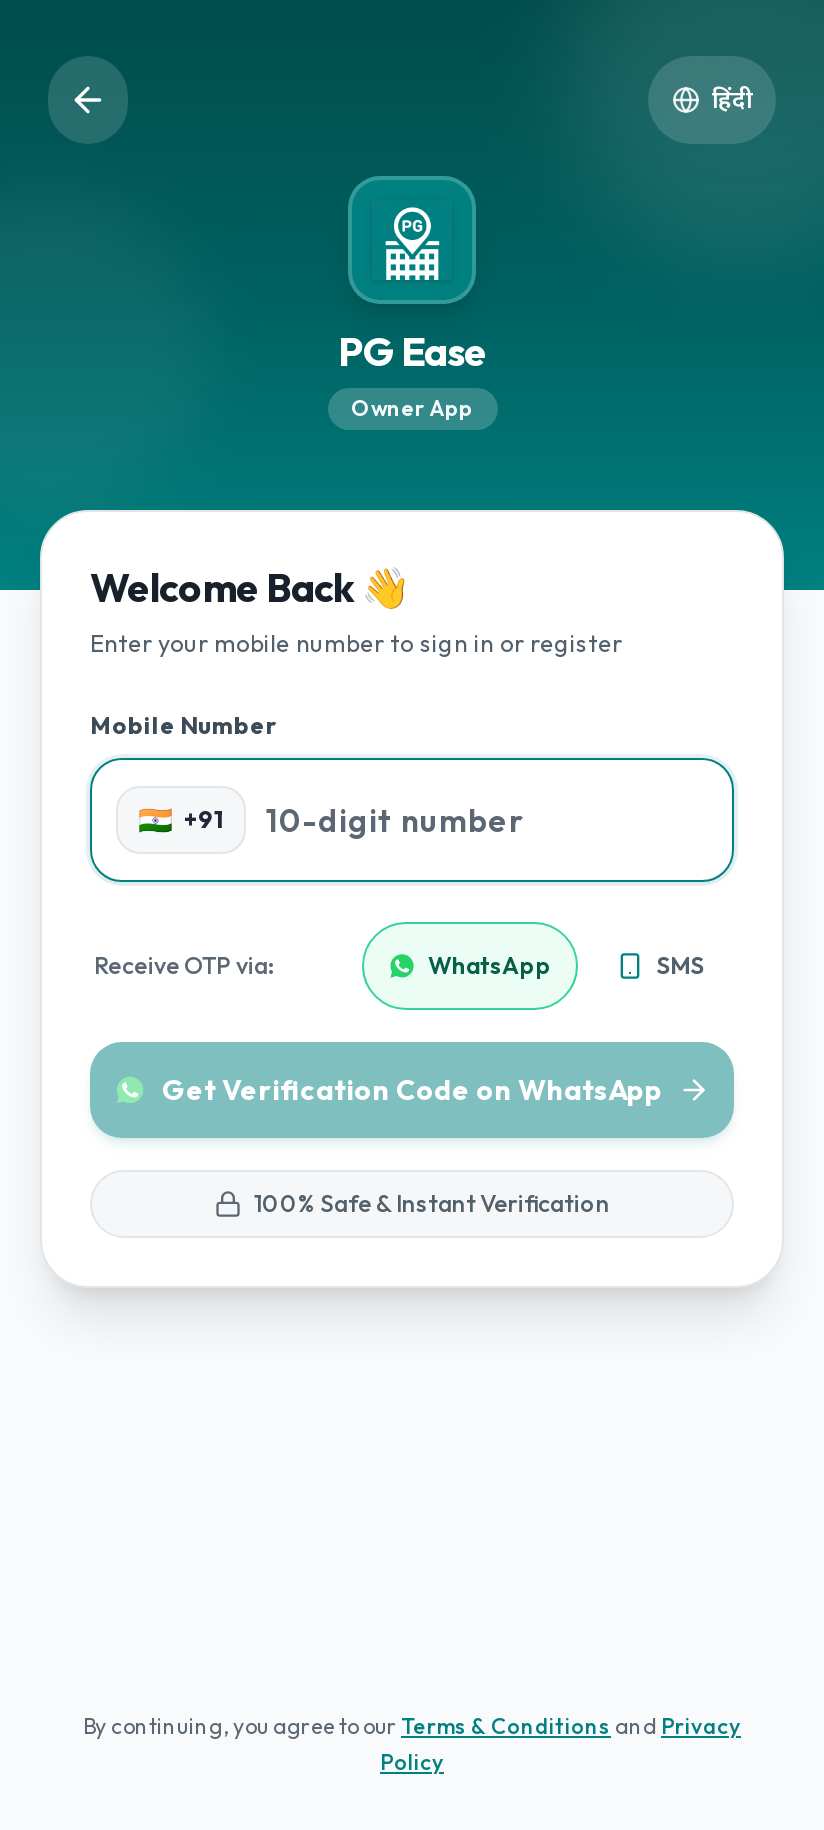 हिंदी
PG
PG Ease
Owner App
Welcome Back 👋
Enter your mobile number to sign in or register
Mobile Number
🇮🇳 +91 10-digit number
Receive OTP via: WhatsApp SMS
Get Verification Code on WhatsApp →
100% Safe & Instant Verification
By continuing, you agree to our Terms & Conditions and Privacy
Policy